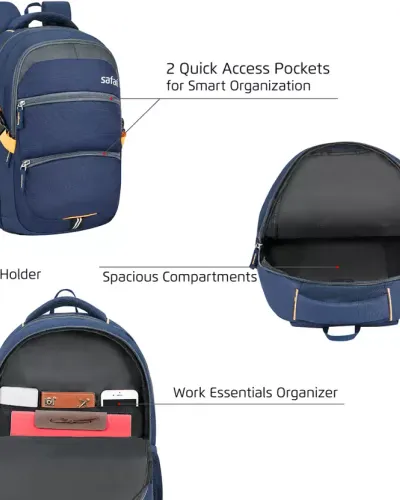 safari
2 Quick Access Pockets
for Smart Organization
Holder
Spacious Compartments
Work Essentials Organizer